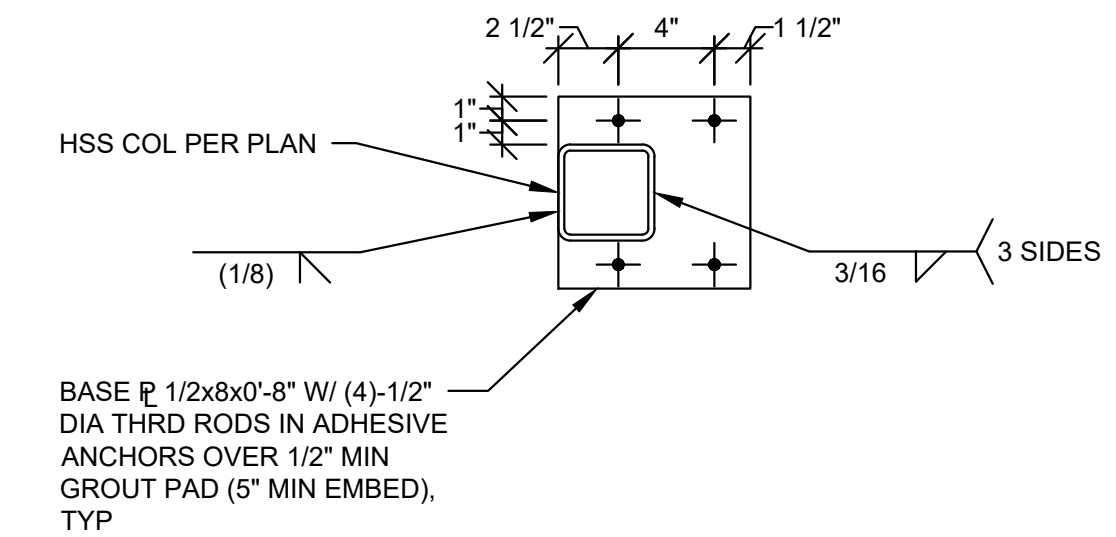 2 1/2" 4" 1 1/2"
1"
1"
HSS COL PER PLAN
(1/8)
3/16 3 SIDES
BASE ⅊ 1/2x8x0'-8" W/ (4)-1/2"
DIA THRD RODS IN ADHESIVE
ANCHORS OVER 1/2" MIN
GROUT PAD (5" MIN EMBED),
TYP